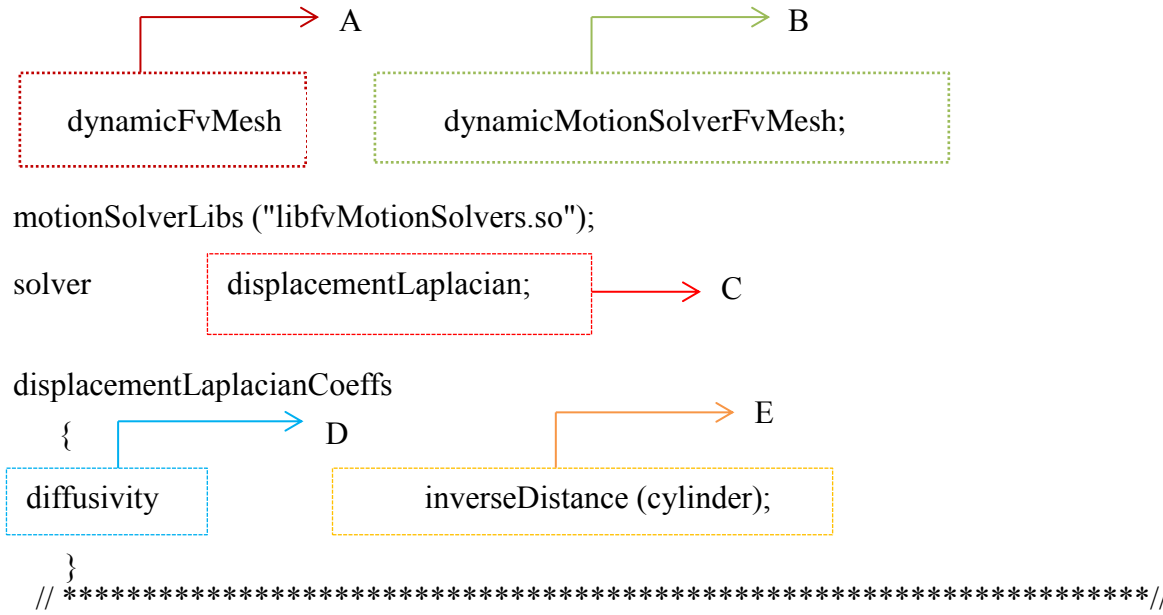 A B
dynamicFvMesh dynamicMotionSolverFvMesh;
motionSolverLibs ("libfvMotionSolvers.so");
solver displacementLaplacian; C
displacementLaplacianCoeffs
{ D E
diffusivity inverseDistance (cylinder);
}
// ********************************************************************//